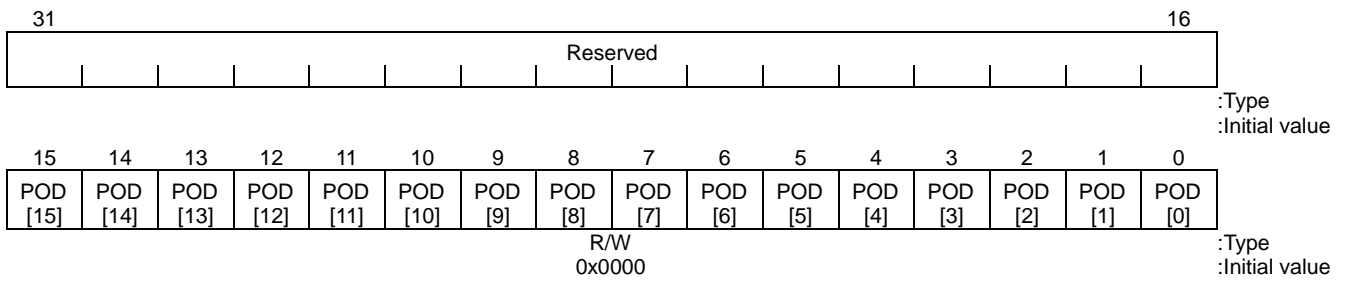 31 16
Reserved
:Type
:Initial value
15 14 13 12 11 10 9 8 7 6 5 4 3 2 1 0
POD POD POD POD POD POD POD POD POD POD POD POD POD POD POD POD
[15] [14] [13] [12] [11] [10] [9] [8] [7] [6] [5] [4] [3] [2] [1] [0]
R/W :Type
0x0000 :Initial value